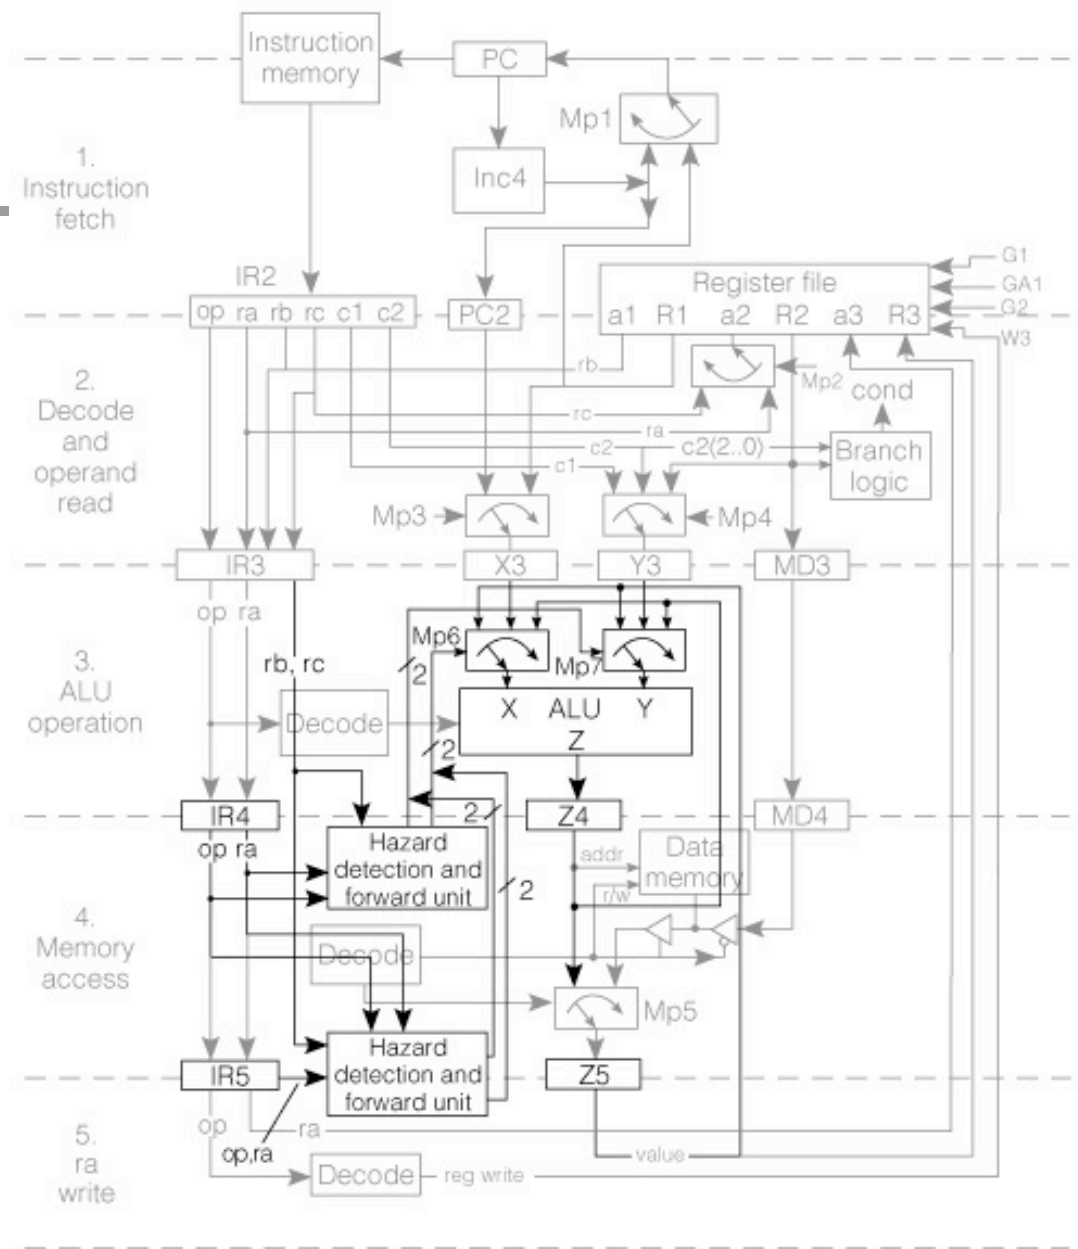 Instruction
memory
PC
Mp1
1.
Instruction
fetch
Inc4
IR2
op ra rb rc c1 c2
PC2
Register file
a1 R1 a2 R2 a3 R3
G1
GA1
G2
W3
2.
Decode
and
operand
read
rb
Mp2
cond
rc
ra
c2
c2(2..0)
c1
Branch
logic
Mp3
Mp4
IR3
X3
Y3
MD3
op ra
3.
ALU
operation
rb, rc
Mp6
Mp7
2
Decode
X ALU Y
Z
2
IR4
Z4
MD4
2
op ra
Hazard
detection and
forward unit
2
addr
Data
memory
r/w
4.
Memory
access
Decode
Mp5
Hazard
detection and
forward unit
IR5
Z5
5.
ra
write
op
ra
op,ra
value
Decode
reg write